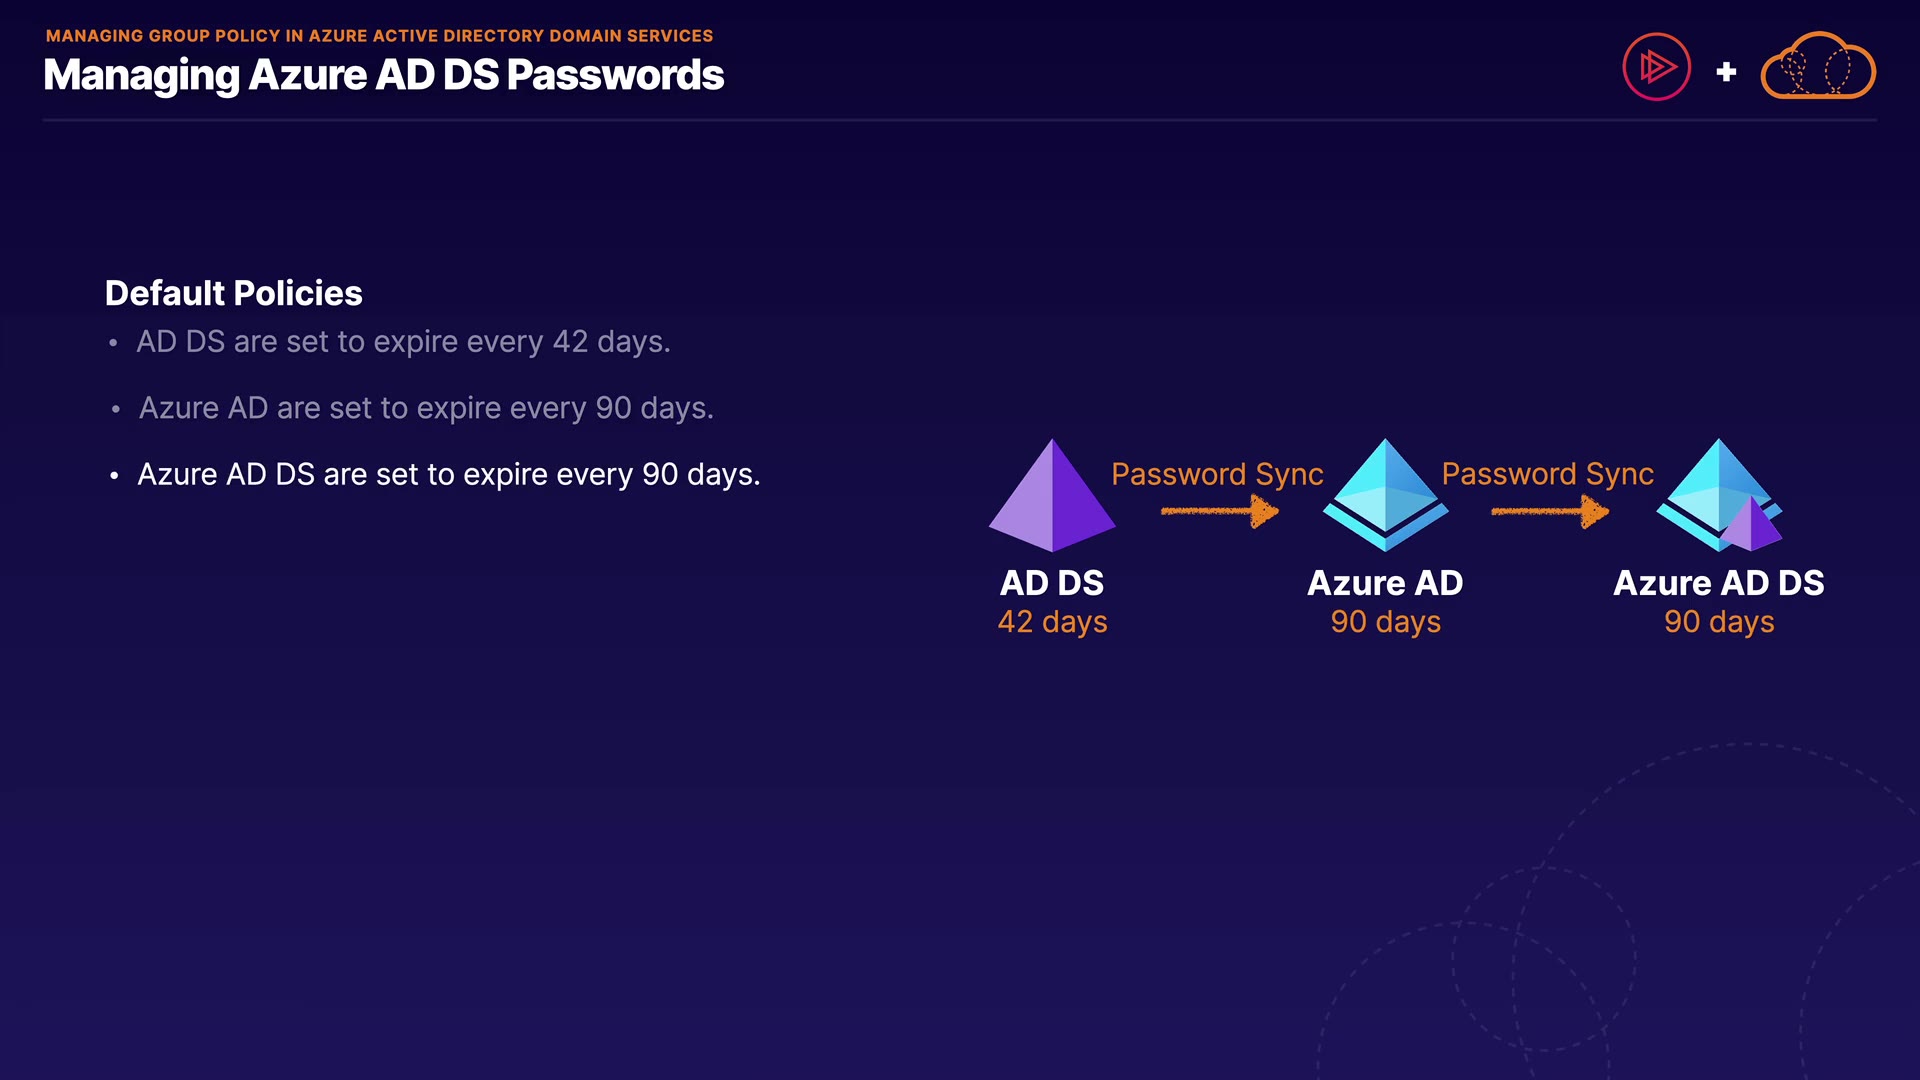 MANAGING GROUP POLICY IN AZURE ACTIVE DIRECTORY DOMAIN SERVICES
Managing Azure AD DS Passwords
+
Default Policies
• AD DS are set to expire every 42 days.
• Azure AD are set to expire every 90 days.
• Azure AD DS are set to expire every 90 days.
Password Sync
Password Sync
AD DS
42 days
Azure AD
90 days
Azure AD DS
90 days